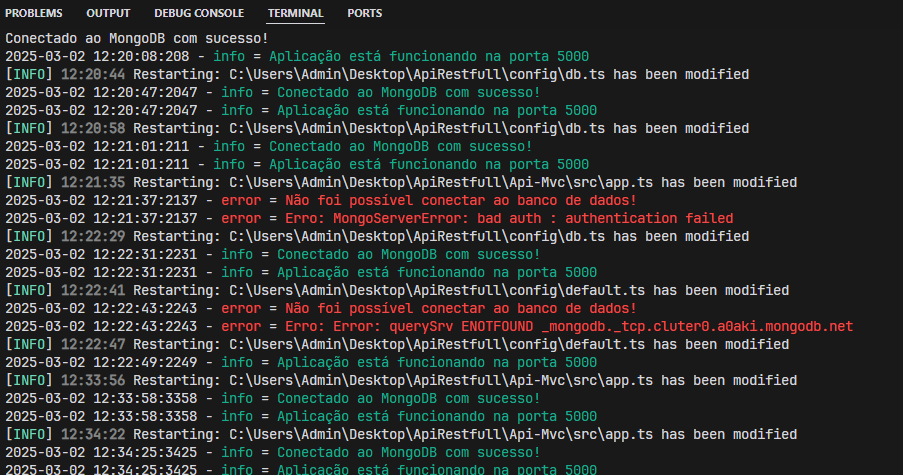 PROBLEMS OUTPUT DEBUG CONSOLE TERMINAL PORTS
Conectado ao MongoDB com sucesso!
2025-03-02 12:20:08:208 - info = Aplicação está funcionando na porta 5000
[INFO] 12:20:44 Restarting: C:\Users\Admin\Desktop\ApiRestfull\config\db.ts has been modified
2025-03-02 12:20:47:2047 - info = Conectado ao MongoDB com sucesso!
2025-03-02 12:20:47:2047 - info = Aplicação está funcionando na porta 5000
[INFO] 12:20:58 Restarting: C:\Users\Admin\Desktop\ApiRestfull\config\db.ts has been modified
2025-03-02 12:21:01:211 - info = Conectado ao MongoDB com sucesso!
2025-03-02 12:21:01:211 - info = Aplicação está funcionando na porta 5000
[INFO] 12:21:35 Restarting: C:\Users\Admin\Desktop\ApiRestfull\Api-Mvc\src\app.ts has been modified
2025-03-02 12:21:37:2137 - error = Não foi possível conectar ao banco de dados!
2025-03-02 12:21:37:2137 - error = Erro: MongoServerError: bad auth : authentication failed
[INFO] 12:22:29 Restarting: C:\Users\Admin\Desktop\ApiRestfull\config\db.ts has been modified
2025-03-02 12:22:31:2231 - info = Conectado ao MongoDB com sucesso!
2025-03-02 12:22:31:2231 - info = Aplicação está funcionando na porta 5000
[INFO] 12:22:41 Restarting: C:\Users\Admin\Desktop\ApiRestfull\config\default.ts has been modified
2025-03-02 12:22:43:2243 - error = Não foi possível conectar ao banco de dados!
2025-03-02 12:22:43:2243 - error = Erro: Error: querySrv ENOTFOUND _mongodb._tcp.cluter0.a0aki.mongodb.net
[INFO] 12:22:47 Restarting: C:\Users\Admin\Desktop\ApiRestfull\config\default.ts has been modified
2025-03-02 12:22:49:2249 - info = Aplicação está funcionando na porta 5000
[INFO] 12:33:56 Restarting: C:\Users\Admin\Desktop\ApiRestfull\Api-Mvc\src\app.ts has been modified
2025-03-02 12:33:58:3358 - info = Conectado ao MongoDB com sucesso!
2025-03-02 12:33:58:3358 - info = Aplicação está funcionando na porta 5000
[INFO] 12:34:22 Restarting: C:\Users\Admin\Desktop\ApiRestfull\Api-Mvc\src\app.ts has been modified
2025-03-02 12:34:25:3425 - info = Conectado ao MongoDB com sucesso!
2025-03-02 12:34:25:3425 - info = Aplicação está funcionando na porta 5000